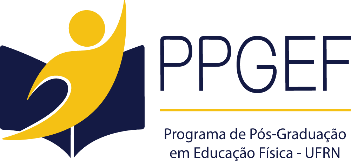 PPGEF
Programa de Pós-Graduação
em Educação Física - UFRN